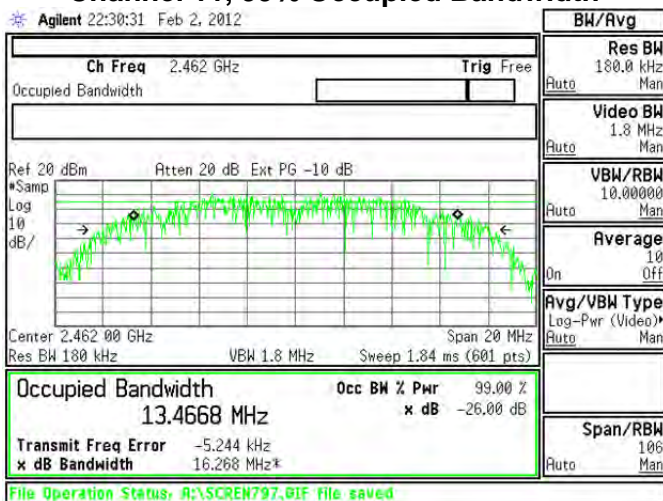 Agilent 22:30:31 Feb 2, 2012
BW/Avg
Ch Freq 2.462 GHz Trig Free
Occupied Bandwidth
Res BW
180.0 kHz
Auto Man
Video BW
1.8 MHz
Auto Man
VBW/RBW
10.00000
Auto Man
Average
10
On Off
Avg/VBW Type
Log-Pwr (Video)
Auto Man
Span/RBW
106
Auto Man
Ref 20 dBm Atten 20 dB Ext PG -10 dB
#Samp
Log
10
dB/
Center 2.462 00 GHz Span 20 MHz
Res BW 180 kHz VBW 1.8 MHz Sweep 1.84 ms (601 pts)
Occupied Bandwidth Occ BW % Pwr 99.00 %
13.4668 MHz x dB -26.00 dB
Transmit Freq Error -5.244 kHz
x dB Bandwidth 16.268 MHz*
File Operation Status, A:\SCREN797.GIF file saved